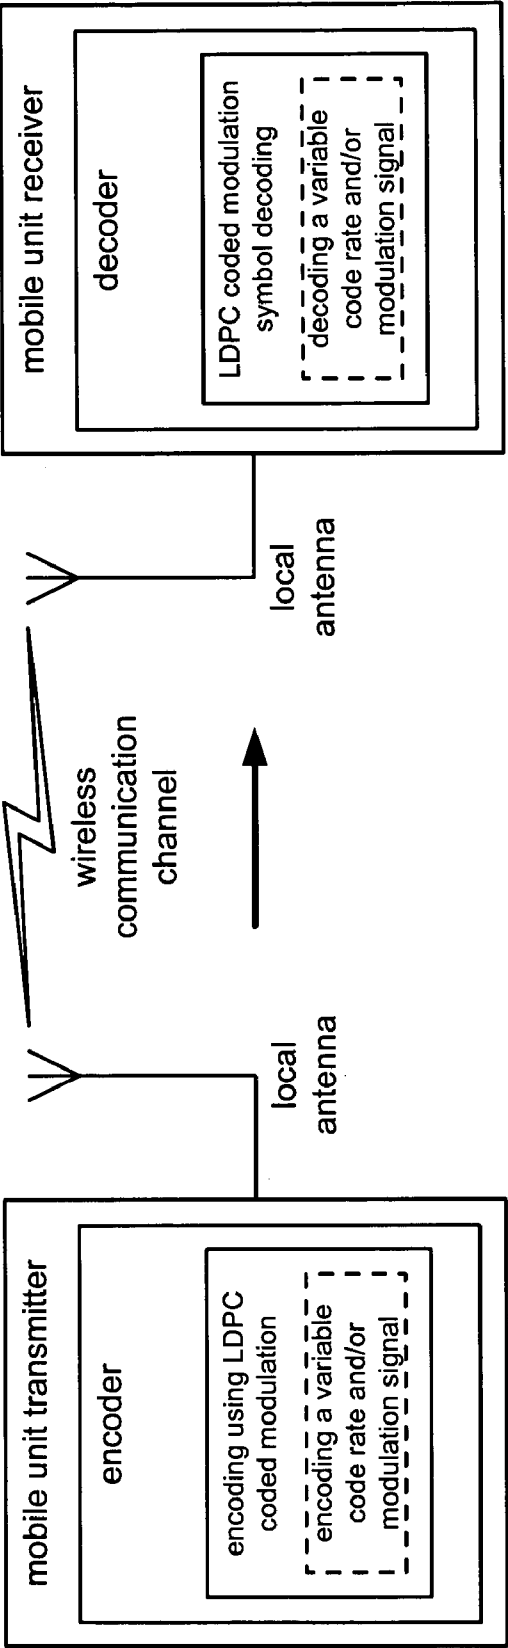 mobile unit transmitter
encoder
encoding using LDPC
coded modulation
encoding a variable
code rate and/or
modulation signal
local
antenna
wireless
communication
channel
local
antenna
mobile unit receiver
decoder
LDPC coded modulation
symbol decoding
decoding a variable
code rate and/or
modulation signal